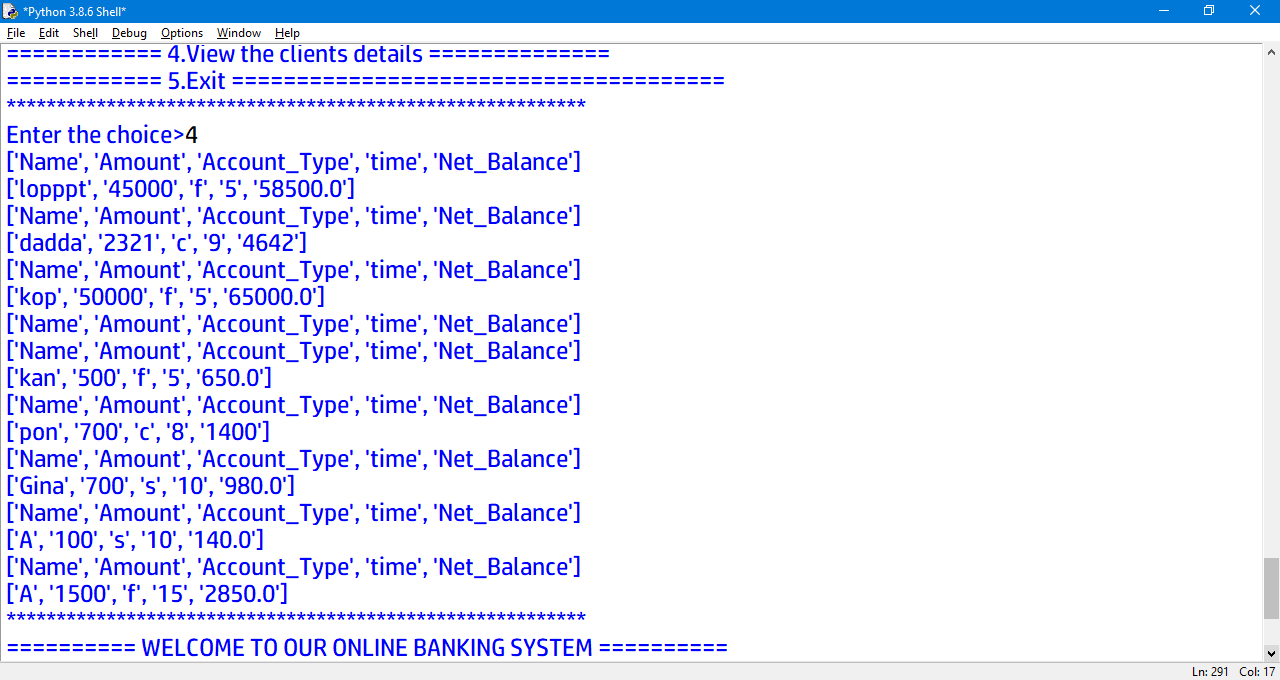 *Python 3.8.6 Shell*
File Edit Shell Debug Options Window Help
============ 4.View the clients details ==============
============ 5.Exit ======================================
**********************************************************
Enter the choice>4
['Name', 'Amount', 'Account_Type', 'time', 'Net_Balance']
['lopppt', '45000', 'f', '5', '58500.0']
['Name', 'Amount', 'Account_Type', 'time', 'Net_Balance']
['dadda', '2321', 'c', '9', '4642']
['Name', 'Amount', 'Account_Type', 'time', 'Net_Balance']
['kop', '50000', 'f', '5', '65000.0']
['Name', 'Amount', 'Account_Type', 'time', 'Net_Balance']
['Name', 'Amount', 'Account_Type', 'time', 'Net_Balance']
['kan', '500', 'f', '5', '650.0']
['Name', 'Amount', 'Account_Type', 'time', 'Net_Balance']
['pon', '700', 'c', '8', '1400']
['Name', 'Amount', 'Account_Type', 'time', 'Net_Balance']
['Gina', '700', 's', '10', '980.0']
['Name', 'Amount', 'Account_Type', 'time', 'Net_Balance']
['A', '100', 's', '10', '140.0']
['Name', 'Amount', 'Account_Type', 'time', 'Net_Balance']
['A', '1500', 'f', '15', '2850.0']
**********************************************************
========== WELCOME TO OUR ONLINE BANKING SYSTEM ==========
Ln: 291 Col: 17